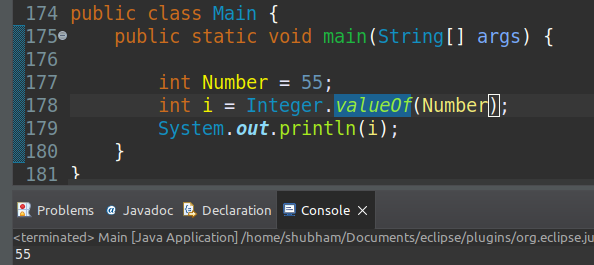 174 public class Main {
175 public static void main(String[] args) {
176
177 int Number = 55;
178 int i = Integer.valueOf(Number);
179 System.out.println(i);
180 }
181 }
Problems @ Javadoc Declaration Console
<terminated> Main [Java Application] /home/shubham/Documents/eclipse/plugins/org.eclipse.ju
55